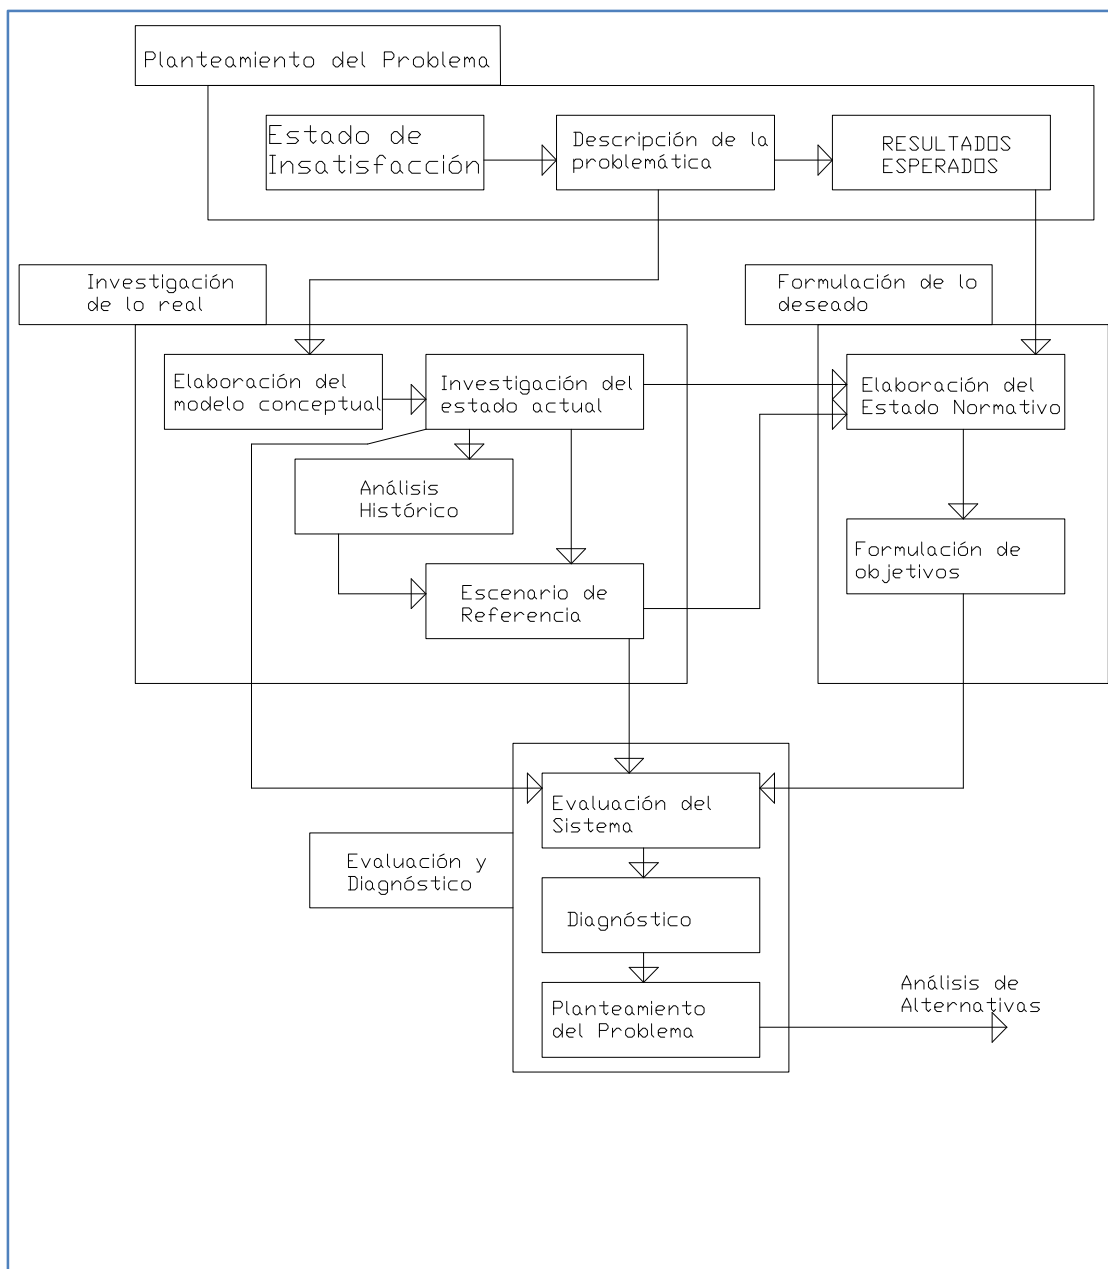 Planteamiento del Problema
Estado de
Insatisfacción
Descripción de la
problemática
RESULTADOS
ESPERADOS
Investigación
de lo real
Formulación de lo
deseado
Elaboración del
modelo conceptual
Investigación del
estado actual
Elaboración del
Estado Normativo
Análisis
Histórico
Formulación de
objetivos
Escenario de
Referencia
Evaluación del
Sistema
Evaluación y
Diagnóstico
Diagnóstico
Planteamiento
del Problema
Análisis de
Alternativas